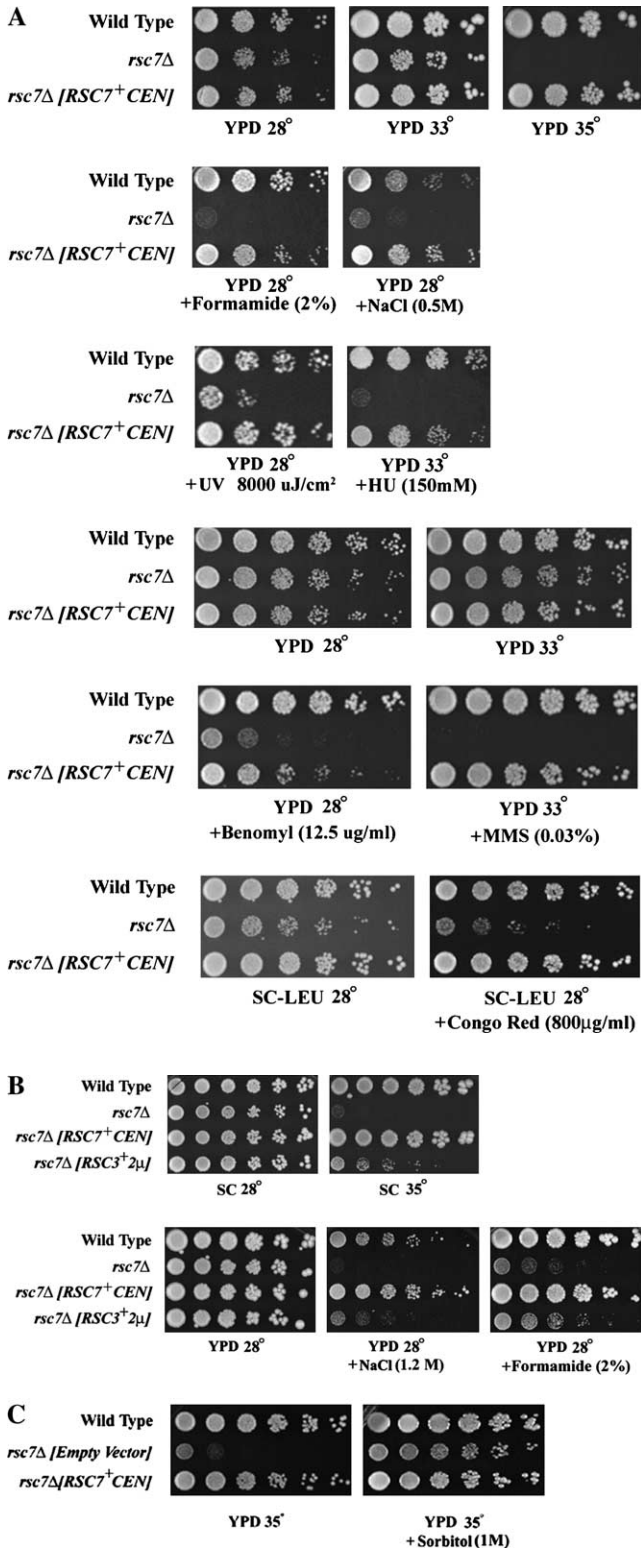 A
Wild Type
rsc7Δ
rsc7Δ [RSC7+CEN]
YPD 28° YPD 33° YPD 35°
Wild Type
rsc7Δ
rsc7Δ [RSC7+CEN]
YPD 28° YPD 28°
+Formamide (2%) +NaCl (0.5M)
Wild Type
rsc7Δ
rsc7Δ [RSC7+CEN]
YPD 28° YPD 33°
+UV 8000 uJ/cm² +HU (150mM)
Wild Type
rsc7Δ
rsc7Δ [RSC7+CEN]
YPD 28° YPD 33°
Wild Type
rsc7Δ
rsc7Δ [RSC7+CEN]
YPD 28° YPD 33°
+Benomyl (12.5 ug/ml) +MMS (0.03%)
Wild Type
rsc7Δ
rsc7Δ [RSC7+CEN]
SC-LEU 28° SC-LEU 28°
+Congo Red (800µg/ml)
B
Wild Type
rsc7Δ
rsc7Δ [RSC7+CEN]
rsc7Δ [RSC3+2µ]
SC 28° SC 35°
Wild Type
rsc7Δ
rsc7Δ [RSC7+CEN]
rsc7Δ [RSC3+2µ]
YPD 28° YPD 28° YPD 28°
+NaCl (1.2 M) +Formamide (2%)
C
Wild Type
rsc7Δ [Empty Vector]
rsc7Δ[RSC7+CEN]
YPD 35° YPD 35°
+ Sorbitol (1M)